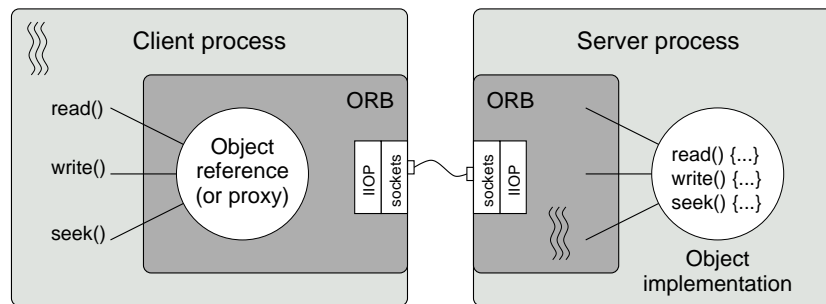 Client process
Server process
ORB
ORB
read()
write()
seek()
Object
reference
(or proxy)
IIOP
sockets
sockets
IIOP
read() {...}
write() {...}
seek() {...}
Object
implementation